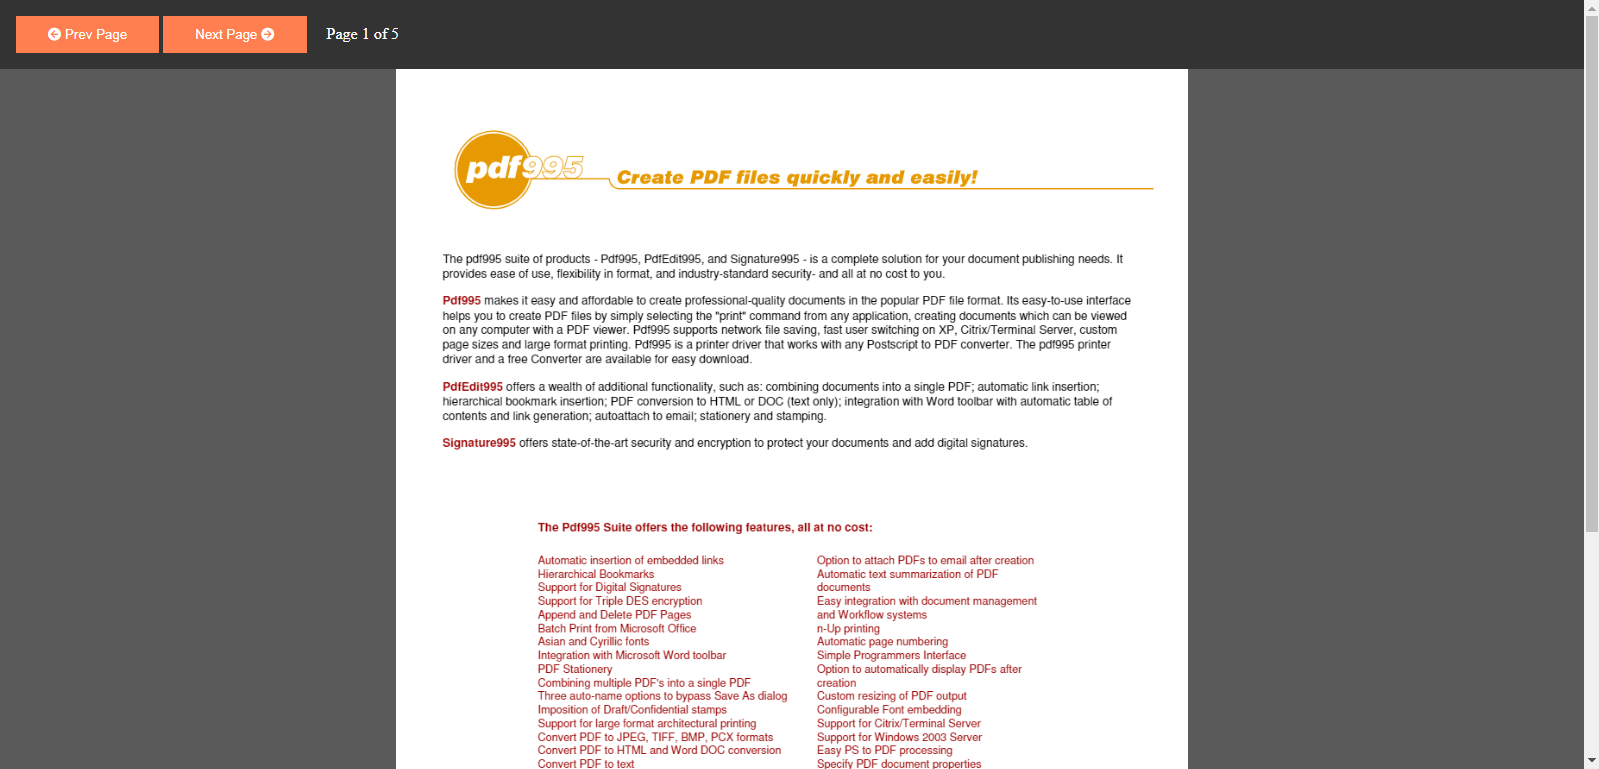 Prev Page
Next Page
Page 1 of 5
pdf995
Create PDF files quickly and easily!
The pdf995 suite of products - Pdf995, PdfEdit995, and Signature995 - is a complete solution for your document publishing needs. It
provides ease of use, flexibility in format, and industry-standard security- and all at no cost to you.
Pdf995 makes it easy and affordable to create professional-quality documents in the popular PDF file format. Its easy-to-use interface
helps you to create PDF files by simply selecting the "print" command from any application, creating documents which can be viewed
on any computer with a PDF viewer. Pdf995 supports network file saving, fast user switching on XP, Citrix/Terminal Server, custom
page sizes and large format printing. Pdf995 is a printer driver that works with any Postscript to PDF converter. The pdf995 printer
driver and a free Converter are available for easy download.
PdfEdit995 offers a wealth of additional functionality, such as: combining documents into a single PDF; automatic link insertion;
hierarchical bookmark insertion; PDF conversion to HTML or DOC (text only); integration with Word toolbar with automatic table of
contents and link generation; autoattach to email; stationery and stamping.
Signature995 offers state-of-the-art security and encryption to protect your documents and add digital signatures.
The Pdf995 Suite offers the following features, all at no cost:
Automatic insertion of embedded links
Hierarchical Bookmarks
Support for Digital Signatures
Support for Triple DES encryption
Append and Delete PDF Pages
Batch Print from Microsoft Office
Asian and Cyrillic fonts
Integration with Microsoft Word toolbar
PDF Stationery
Combining multiple PDF's into a single PDF
Three auto-name options to bypass Save As dialog
Imposition of Draft/Confidential stamps
Support for large format architectural printing
Convert PDF to JPEG, TIFF, BMP, PCX formats
Convert PDF to HTML and Word DOC conversion
Convert PDF to text
Option to attach PDFs to email after creation
Automatic text summarization of PDF
documents
Easy integration with document management
and Workflow systems
n-Up printing
Automatic page numbering
Simple Programmers Interface
Option to automatically display PDFs after
creation
Custom resizing of PDF output
Configurable Font embedding
Support for Citrix/Terminal Server
Support for Windows 2003 Server
Easy PS to PDF processing
Specify PDF document properties